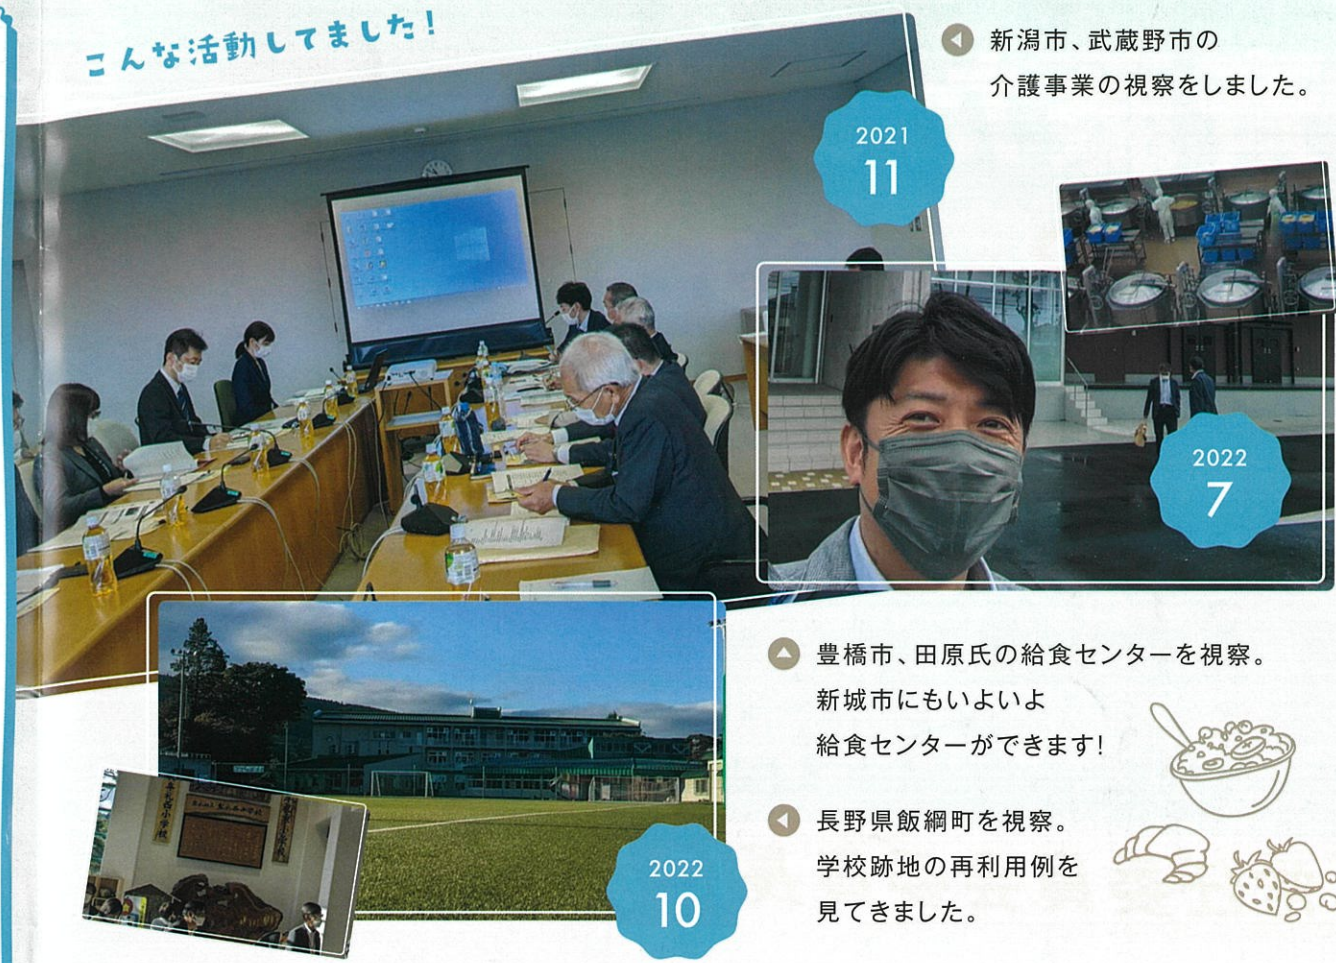 こんな活動してました!
新潟市、武蔵野市の
介護事業の視察をしました。
2021
11
2022
7
豊橋市、田原氏の給食センターを視察。
新城市にもいよいよ
給食センターができます!
長野県飯綱町を視察。
学校跡地の再利用例を
見てきました。
2022
10